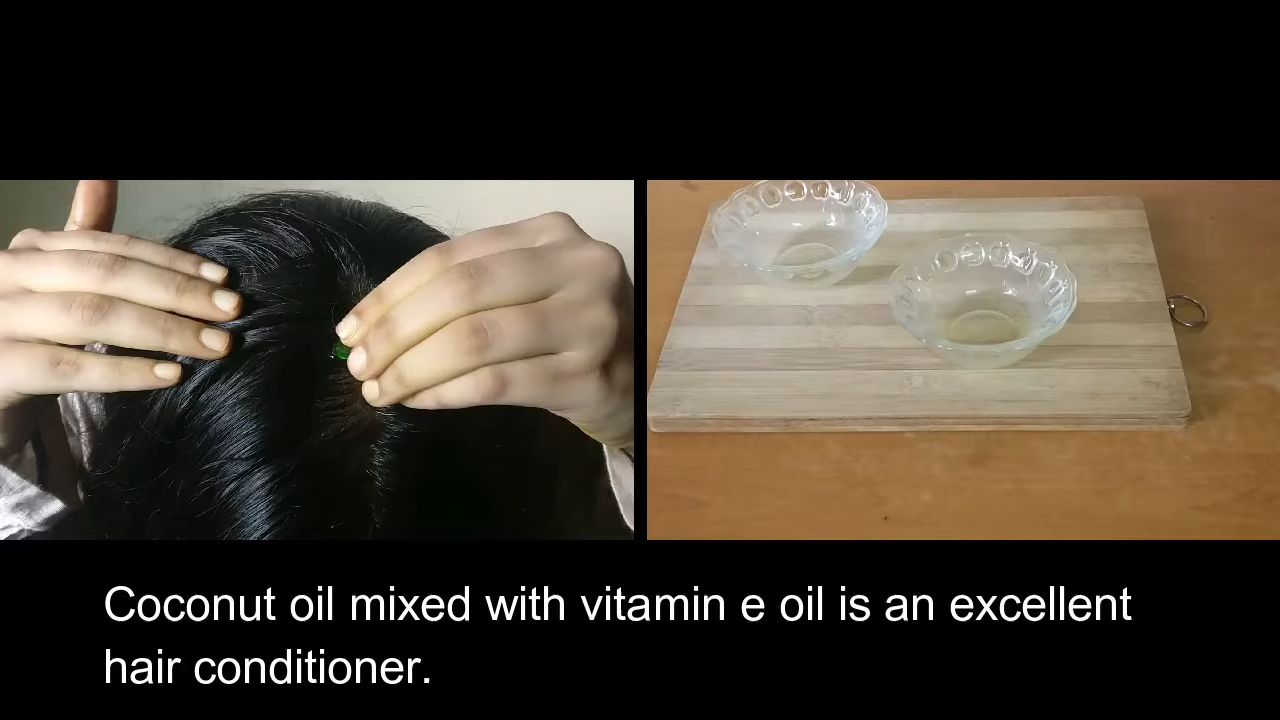 Coconut oil mixed with vitamin e oil is an excellent
hair conditioner.